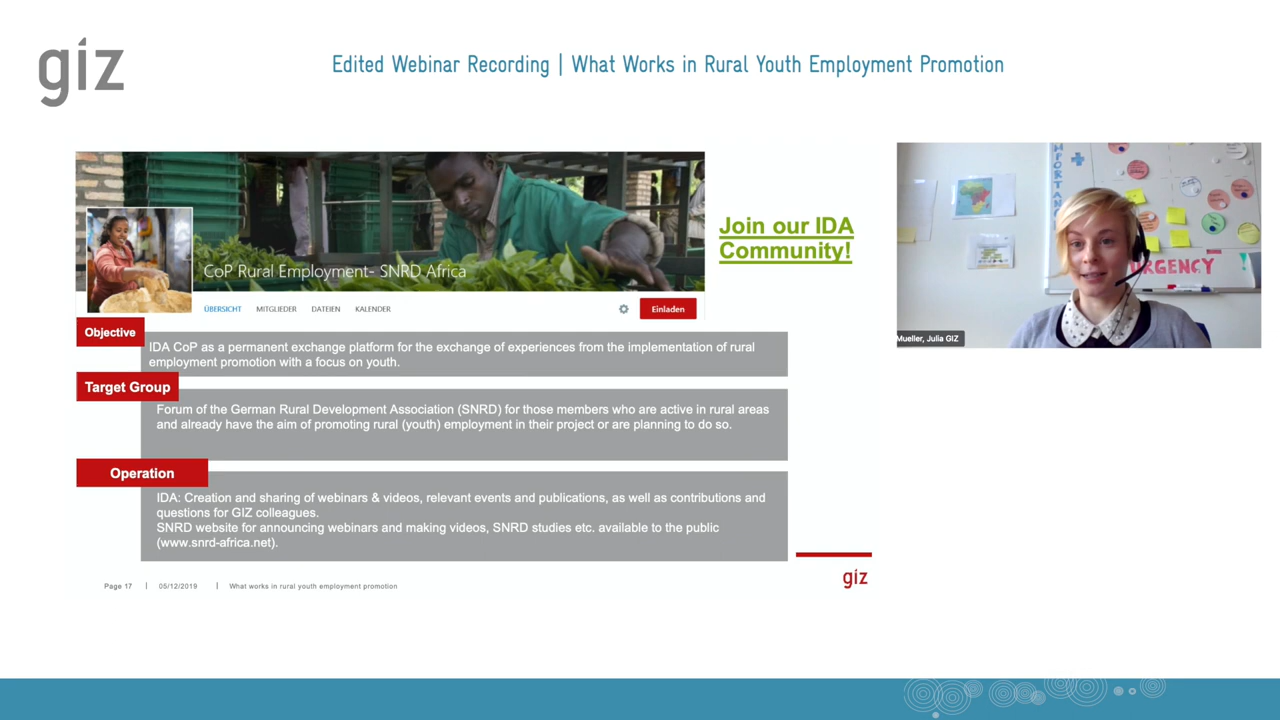 giz
Edited Webinar Recording | What Works in Rural Youth Employment Promotion
CoP Rural Employment- SNRD Africa
ÜBERSICHT MITGLIEDER DATEIEN KALENDER
Einladen
Join our IDA
Community!
Objective
IDA CoP as a permanent exchange platform for the exchange of experiences from the implementation of rural
employment promotion with a focus on youth.
Target Group
Forum of the German Rural Development Association (SNRD) for those members who are active in rural areas
and already have the aim of promoting rural (youth) employment in their project or are planning to do so.
Operation
IDA: Creation and sharing of webinars & videos, relevant events and publications, as well as contributions and
questions for GIZ colleagues.
SNRD website for announcing webinars and making videos, SNRD studies etc. available to the public
(www.snrd-africa.net).
Page 17 | 05/12/2019 | What works in rural youth employment promotion
giz
URGENCY
Mueller, Julia GIZ